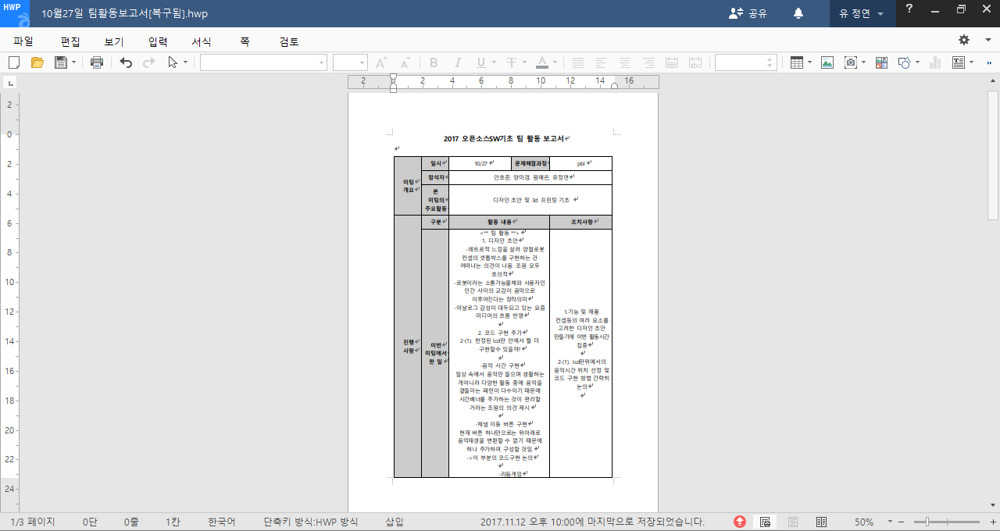 HWP
10월27일 팀활동보고서[복구됨].hwp
공유
유 정연
?
파일 편집 보기 입력 서식 쪽 검토
2 2 4 6 8 10 12 14 16
2
0
2
4
6
8
10
12
14
16
18
20
22
24
2017 오픈소스SW기초 팀 활동 보고서
미팅
개요
일시 10/27 문제해결과정 pbl
참석자 안호준, 양미경, 원예은, 유정연
본
미팅의
주요활동
디자인 초안 및 3d 프린팅 기초
진행
사항
구분 활동 내용 조치사항
이번
미팅에서
한 일
<** 팀 활동 **>
1. 디자인 초안
-레트로적 느낌을 살려 양철로봇
컨셉의 셋톱박스를 구현하는 건
어떠냐는 의견이 나옴. 조원 모두
호의적
-로봇이라는 소통가능물체와 사용자인
인간 사이의 교감이 음악으로
이루어진다는 창작의미
-아날로그 감성이 대두되고 있는 요즘
미디어의 흐름 반영
2. 코드 구현 추가
2-(1). 한정된 lcd판 안에서 뭘 더
구현할수 있을까?
-음악 시간 구현
일상 속에서 음악만 들으며 생활하는
게아니라 다양한 활동 중에 음악을
곁들이는 패턴이 다수이기 때문에
시간배너를 추가하는 것이 편리할
거라는 조원의 의견 제시
-채널 이동 버튼 구현
현재 버튼 하나만으로는 위아래로
음악재생을 변환할 수 없기 때문에
하나 추가하여 구성할 것임
->이 부분의 코드구현 논의
-리듬게임
1.기능 및 제품
컨셉등의 여러 요소를
고려한 디자인 초안
만들기에 이번 활동시간
집중
2-(1). lcd판위에서의
음악시간 위치 선정 및
코드 구현 방법 간략히
논의
1/3 페이지 0단 0줄 1칸 한국어 단축키 방식:HWP 방식 삽입 2017.11.12 오후 10:00에 마지막으로 저장되었습니다. 50%